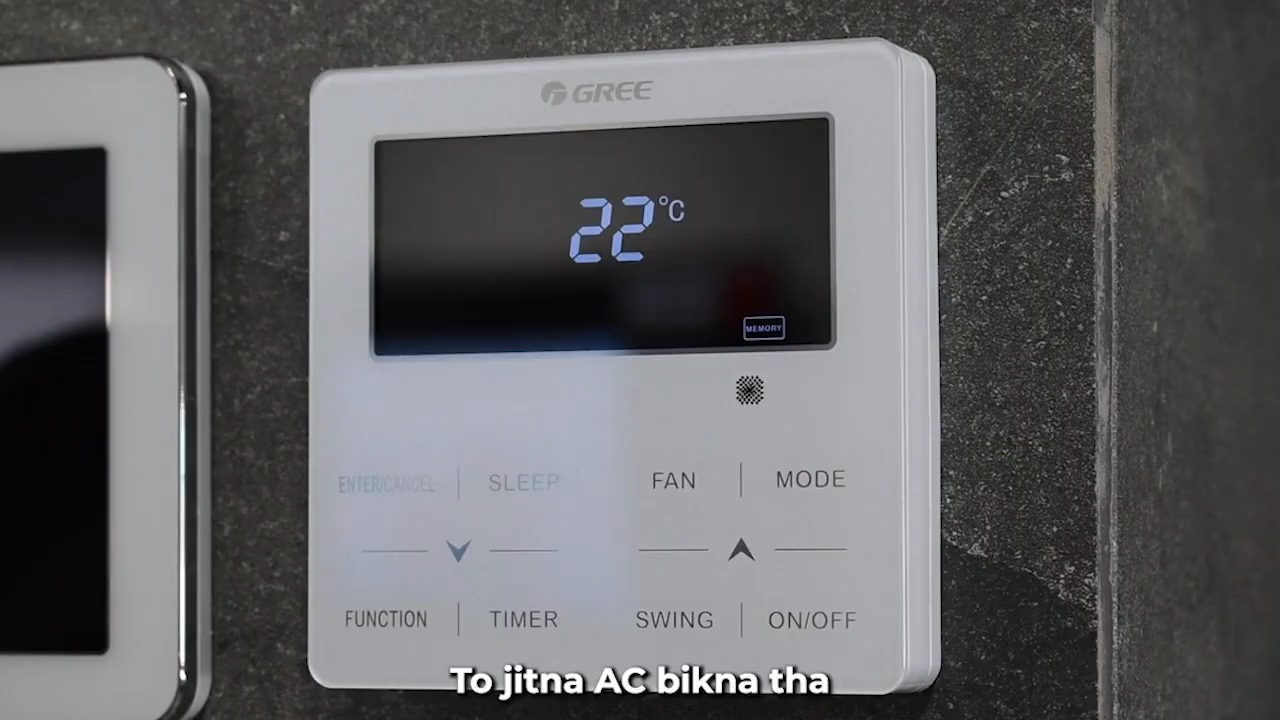 GREE
22°C
MEMORY
ENTER/CANCEL SLEEP FAN MODE
FUNCTION TIMER SWING ON/OFF
To jitna AC bikna tha